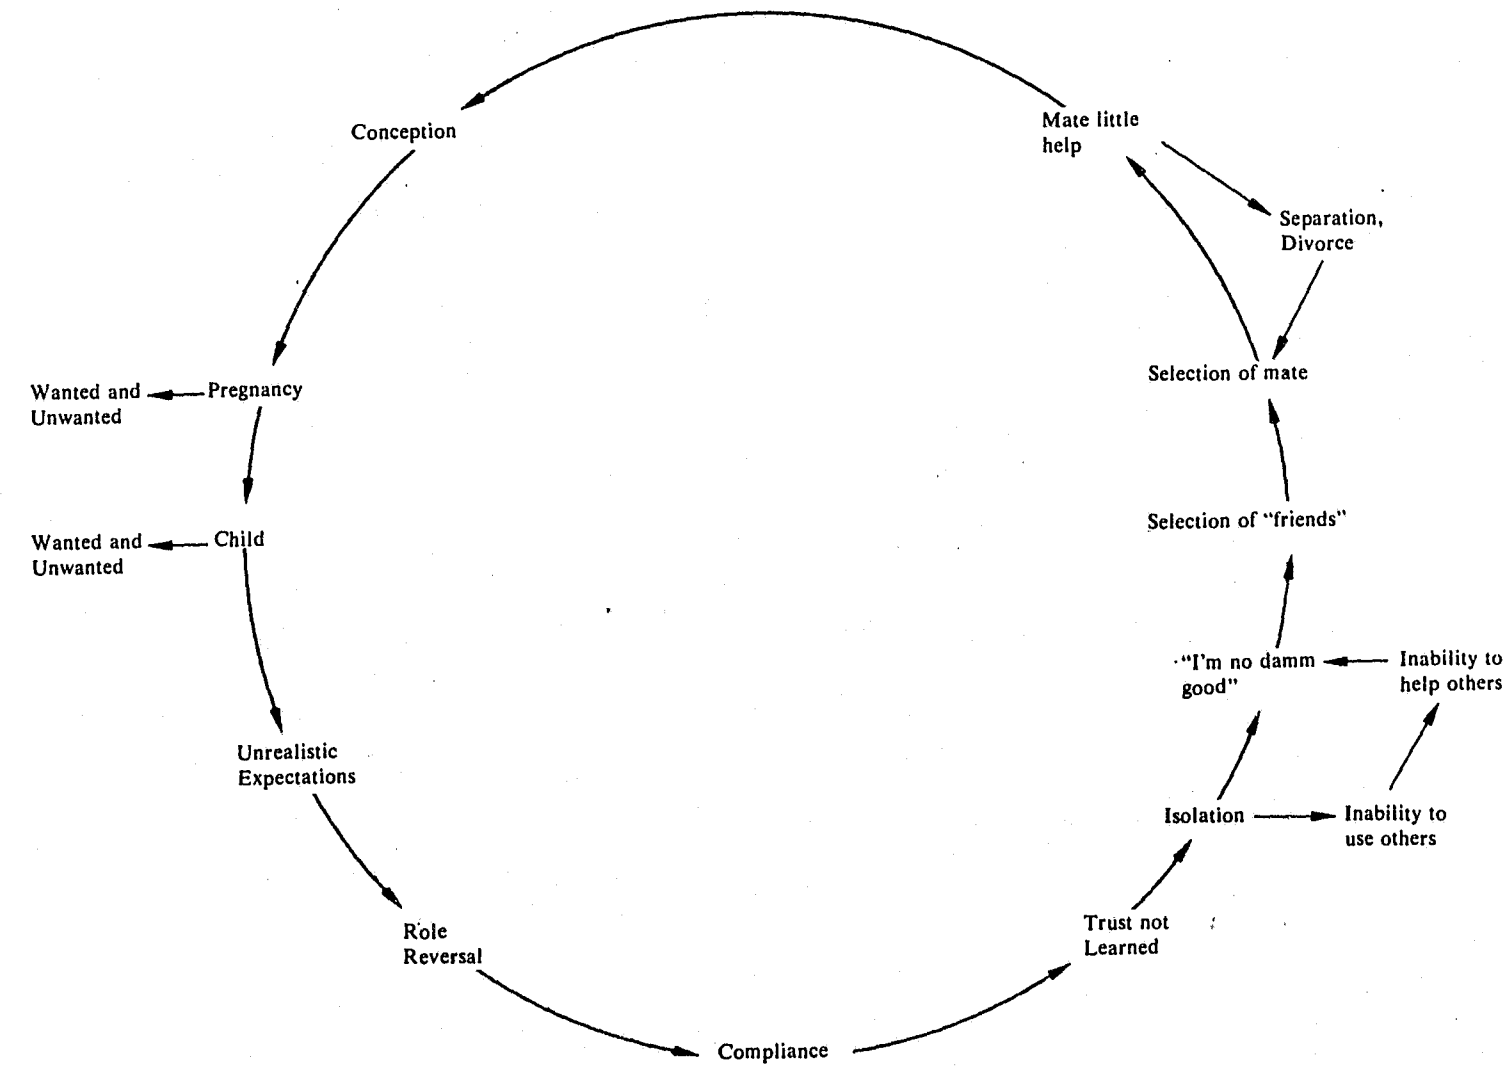 Conception
Mate little
help
Separation,
Divorce
Wanted and
Unwanted
Pregnancy
Selection of mate
Wanted and
Unwanted
Child
Selection of “friends”
“I'm no damm
good”
Inability to
help others
Unrealistic
Expectations
Isolation
Inability to
use others
Role
Reversal
Trust not
Learned
Compliance